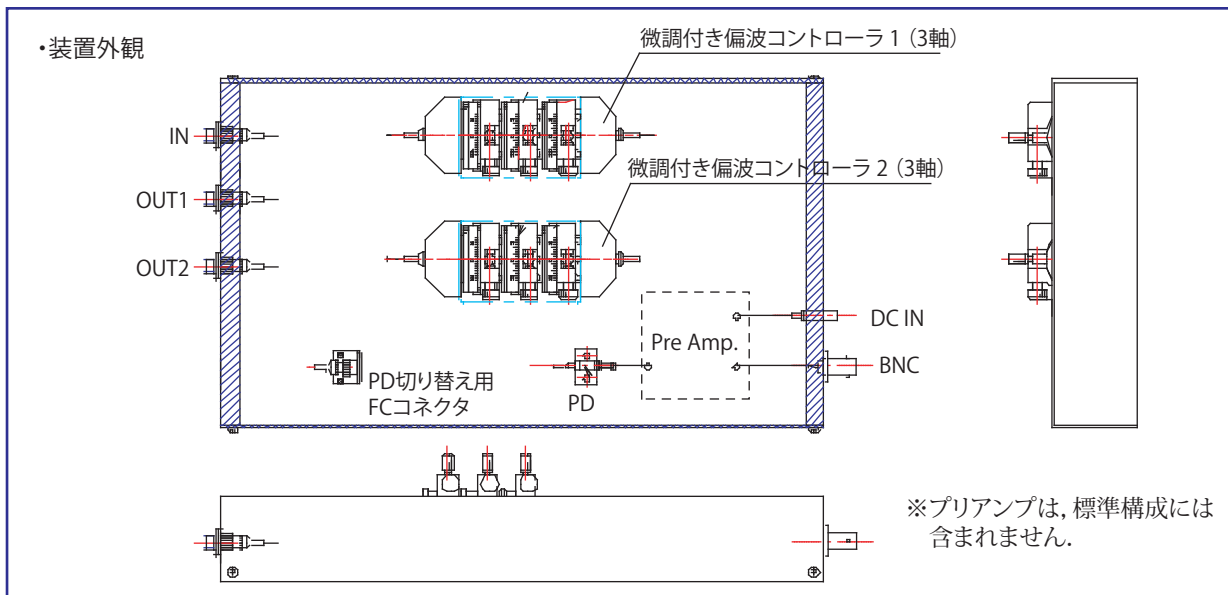 ・装置外観
微調付き偏波コントローラ 1 (3軸)
IN
微調付き偏波コントローラ 2 (3軸)
OUT1
OUT2
DC IN
Pre Amp.
BNC
PD切り替え用
FCコネクタ
PD
※プリアンプは, 標準構成には
含まれません.